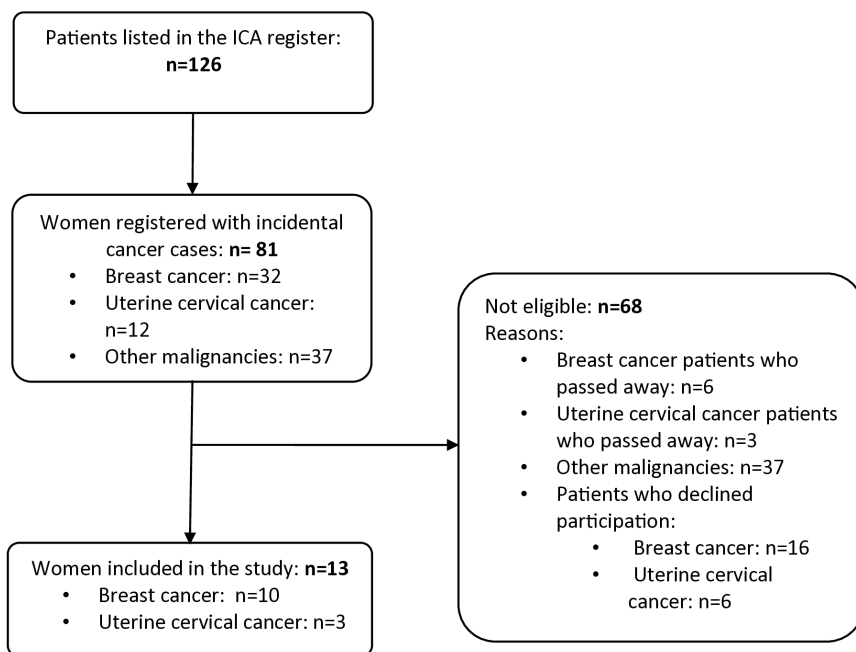 Patients listed in the ICA register:
n=126
Women registered with incidental
cancer cases: n= 81
• Breast cancer: n=32
• Uterine cervical cancer:
n=12
• Other malignancies: n=37
Not eligible: n=68
Reasons:
• Breast cancer patients who
passed away: n=6
• Uterine cervical cancer patients
who passed away: n=3
• Other malignancies: n=37
• Patients who declined
participation:
• Breast cancer: n=16
• Uterine cervical
cancer: n=6
Women included in the study: n=13
• Breast cancer: n=10
• Uterine cervical cancer: n=3